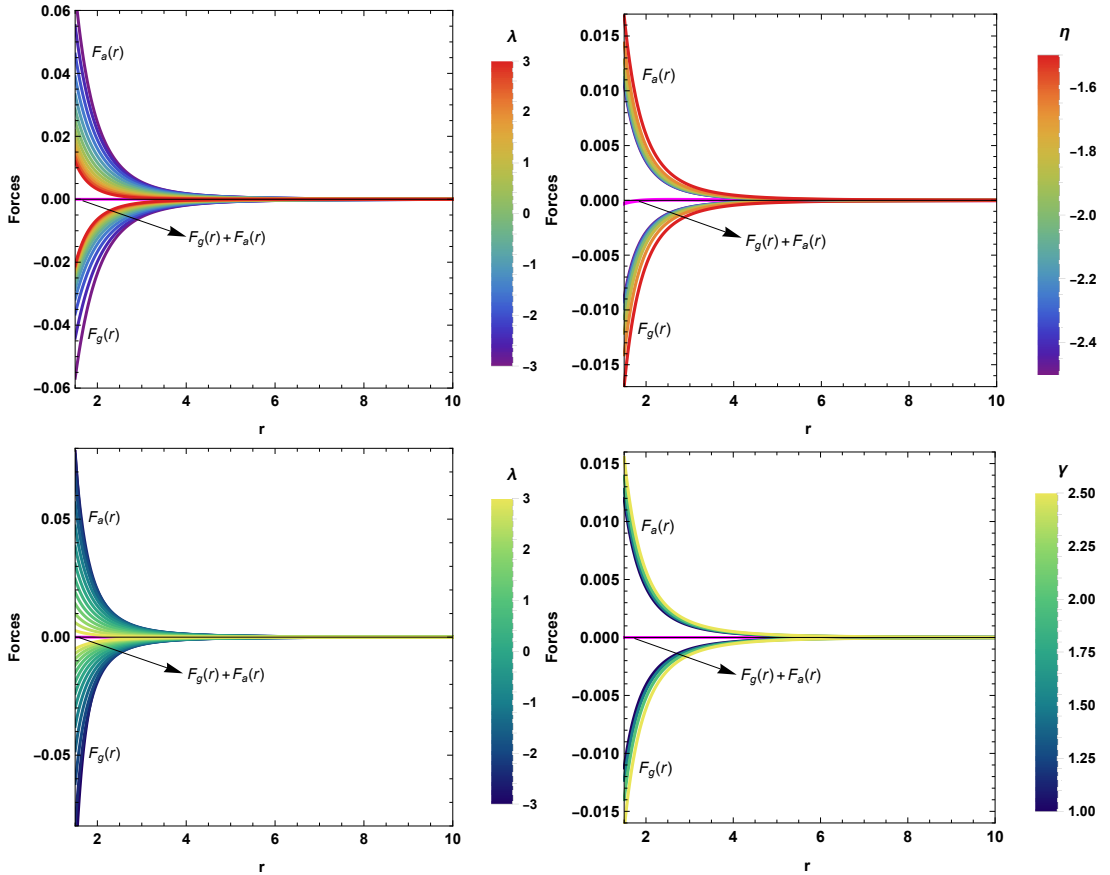 0.06
0.04
0.02
0.00
−0.02
−0.04
−0.06
Forces
2 4 6 8 10
r
F_a(r)
F_g(r)+F_a(r)
F_g(r)
λ
3
2
1
0
−1
−2
−3
0.015
0.010
0.005
0.000
−0.005
−0.010
−0.015
Forces
2 4 6 8 10
r
F_a(r)
F_g(r)+F_a(r)
F_g(r)
η
−1.6
−1.8
−2.0
−2.2
−2.4
0.05
0.00
−0.05
Forces
2 4 6 8 10
r
F_a(r)
F_g(r)+F_a(r)
F_g(r)
λ
3
2
1
0
−1
−2
−3
0.015
0.010
0.005
0.000
−0.005
−0.010
−0.015
Forces
2 4 6 8 10
r
F_a(r)
F_g(r)+F_a(r)
F_g(r)
γ
2.50
2.25
2.00
1.75
1.50
1.25
1.00